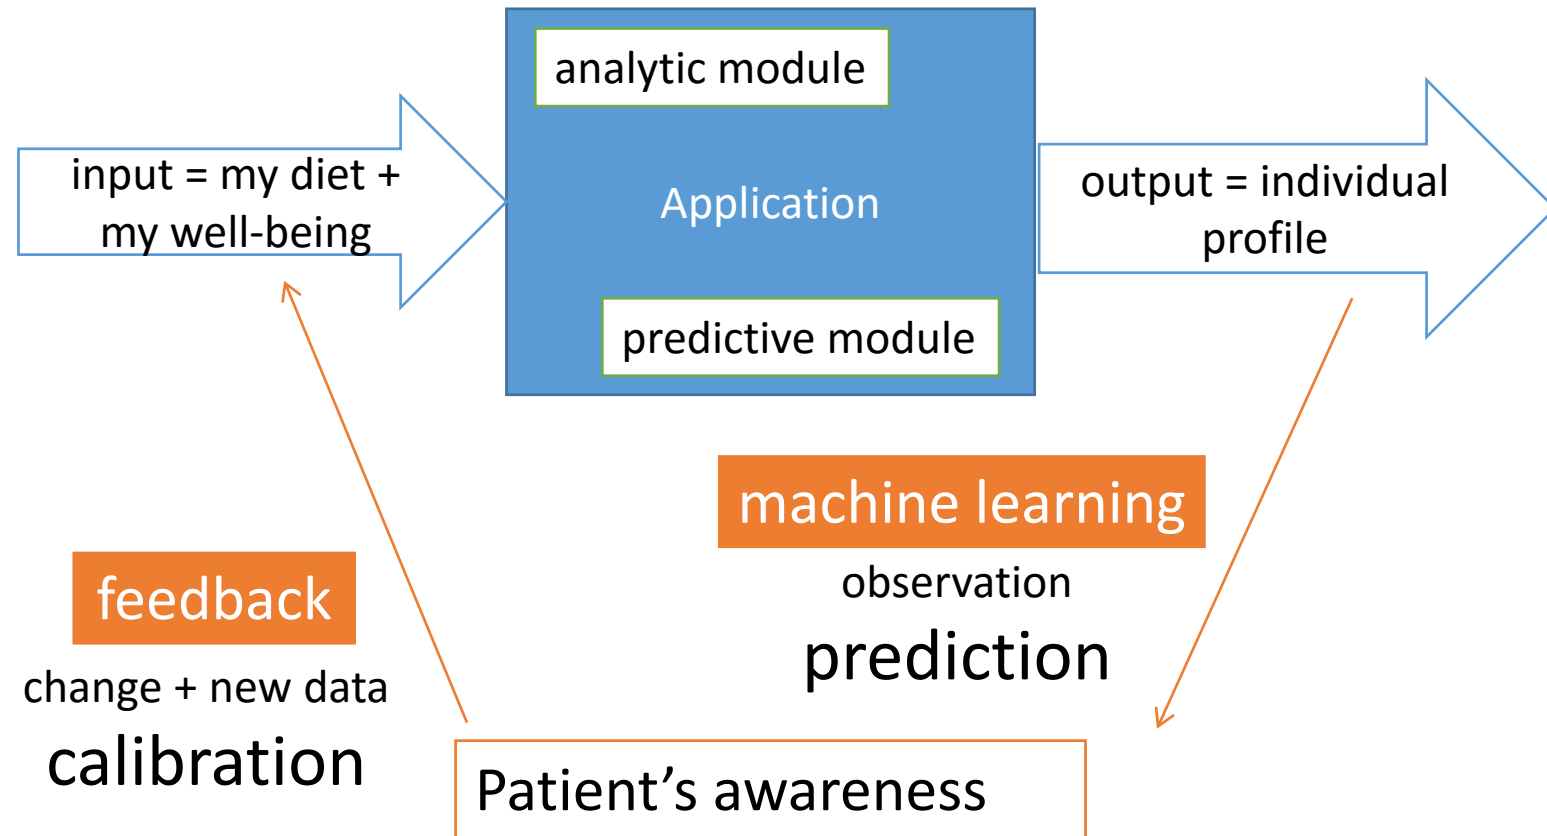 analytic module
input = my diet +
my well-being
Application
output = individual
profile
predictive module
machine learning
observation
prediction
feedback
change + new data
calibration
Patient’s awareness